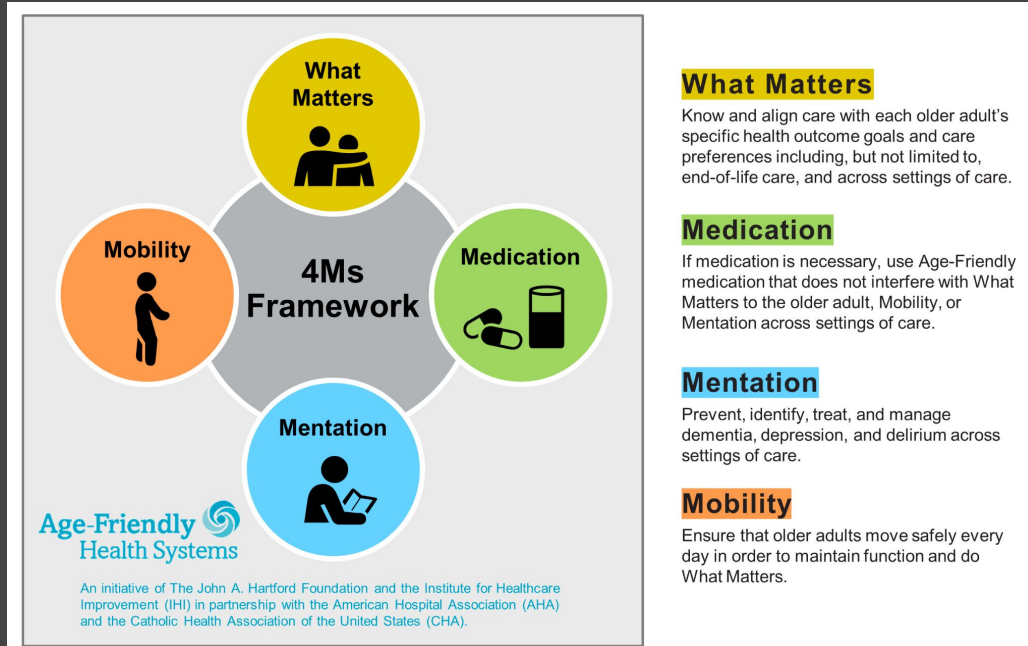 What
Matters
Mobility
4Ms
Framework
Medication
Mentation
Age-Friendly
Health Systems
An initiative of The John A. Hartford Foundation and the Institute for Healthcare
Improvement (IHI) in partnership with the American Hospital Association (AHA)
and the Catholic Health Association of the United States (CHA).
What Matters
Know and align care with each older adult's
specific health outcome goals and care
preferences including, but not limited to,
end-of-life care, and across settings of care.
Medication
If medication is necessary, use Age-Friendly
medication that does not interfere with What
Matters to the older adult, Mobility, or
Mentation across settings of care.
Mentation
Prevent, identify, treat, and manage
dementia, depression, and delirium across
settings of care.
Mobility
Ensure that older adults move safely every
day in order to maintain function and do
What Matters.